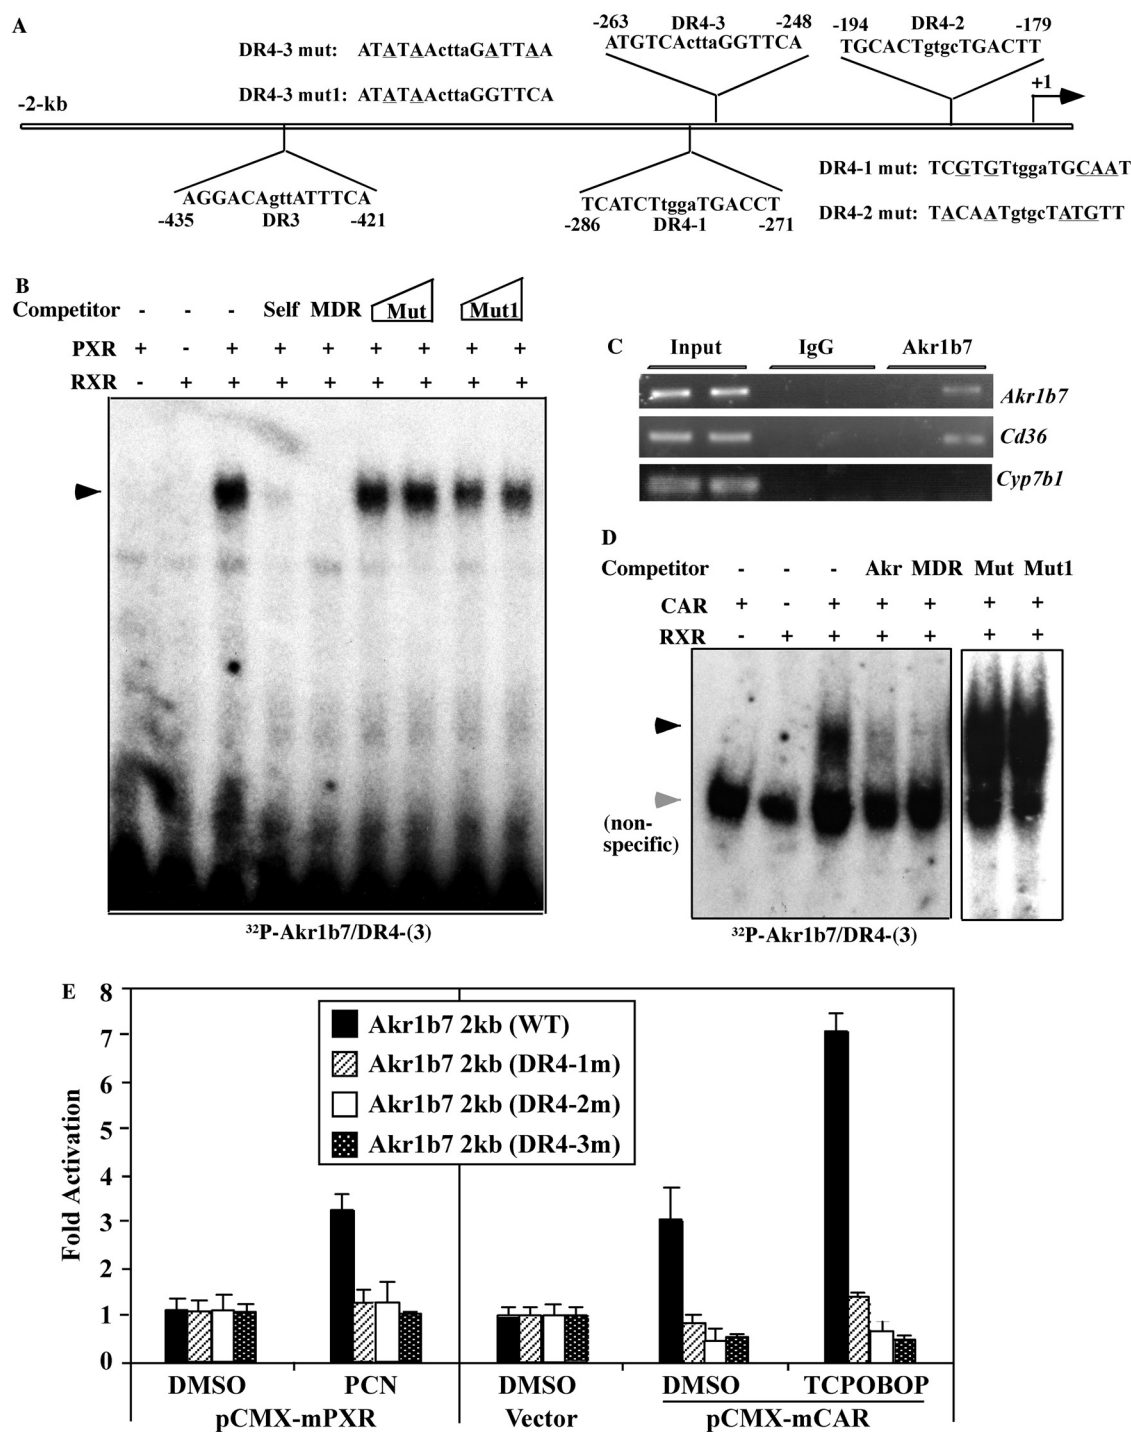 A
-263 DR4-3 -248
-194 DR4-2 -179
DR4-3 mut: ATATAActtaGATTAA
ATGTCActtaGGTTCA
TGCACTgtgcTGACTT
DR4-3 mut1: ATATAActtaGGTTCA
-2-kb
+1
AGGACAgttATTTCA
-435 DR3 -421
TCATCTtggaTGACCT
-286 DR4-1 -271
DR4-1 mut: TCGTGTtggaTGCAAT
DR4-2 mut: TACAATgtgcTATGTT
B
Competitor - - - Self MDR Mut Mut1
PXR + - + + + + + + +
RXR - + + + + + + + +
32P-Akr1b7/DR4-(3)
C Input IgG Akr1b7
Akr1b7
Cd36
Cyp7b1
D
Competitor - - - Akr MDR Mut Mut1
CAR + - + + + + +
RXR - + + + + + +
(non-
specific)
32P-Akr1b7/DR4-(3)
E
Fold Activation
8
7
6
5
4
3
2
1
0
Akr1b7 2kb (WT)
Akr1b7 2kb (DR4-1m)
Akr1b7 2kb (DR4-2m)
Akr1b7 2kb (DR4-3m)
DMSO PCN DMSO DMSO TCPOBOP
pCMX-mPXR Vector pCMX-mCAR